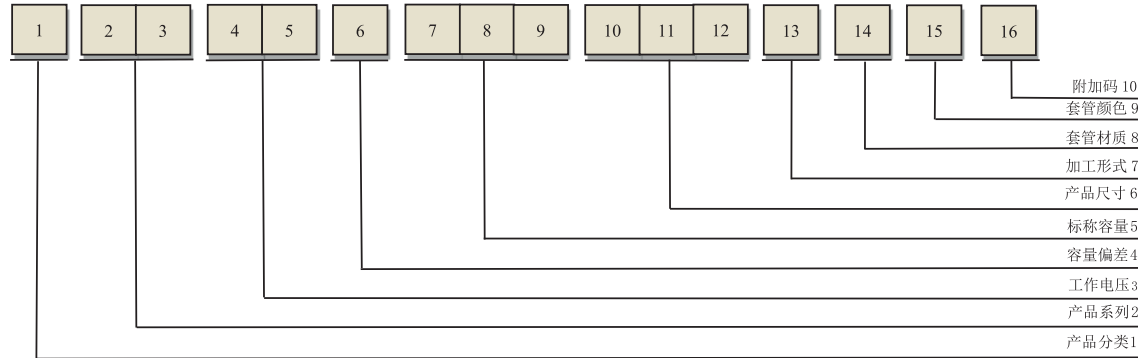 1 2 3 4 5 6 7 8 9 10 11 12 13 14 15 16
附加码 10
套管颜色 9
套管材质 8
加工形式 7
产品尺寸 6
标称容量5
容量偏差4
工作电压3
产品系列2
产品分类1